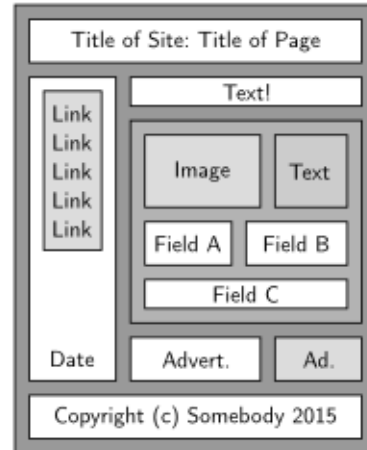 Title of Site: Title of Page
Link
Link
Link
Link
Link
Date
Text!
Image
Text
Field A
Field B
Field C
Advert.
Ad.
Copyright (c) Somebody 2015